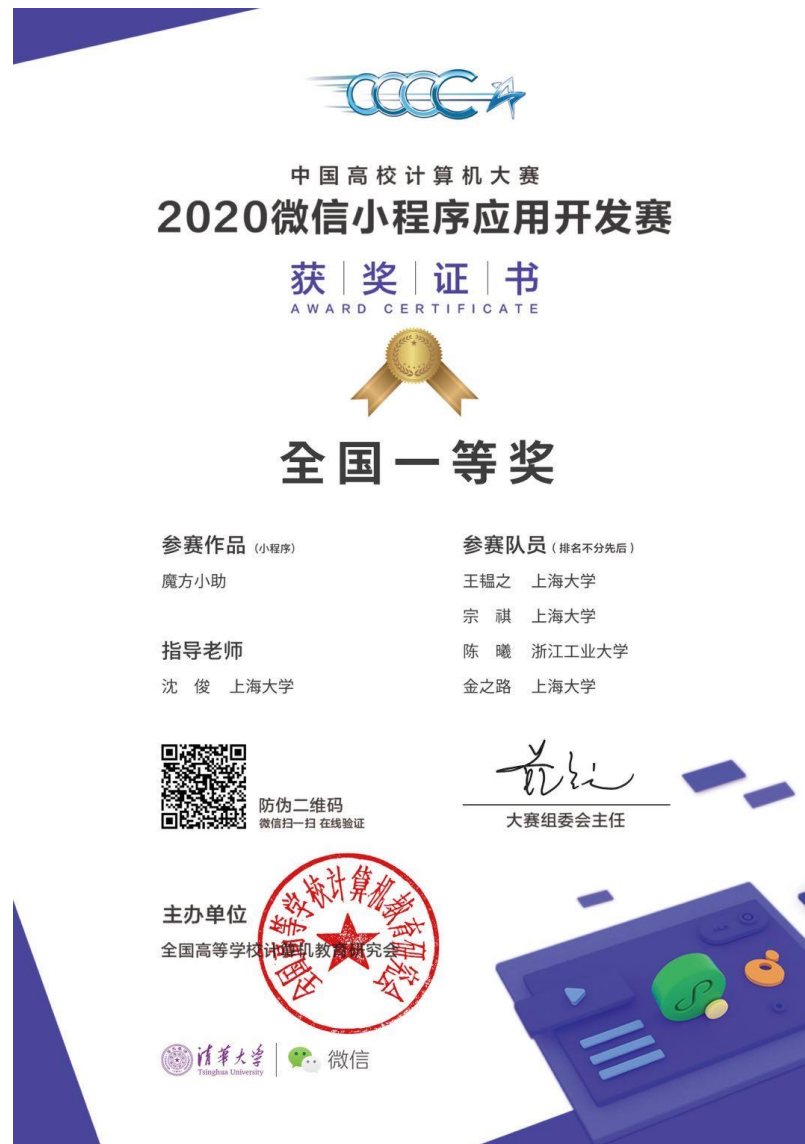 CCCC
中国高校计算机大赛
2020微信小程序应用开发赛
获奖证书
AWARD CERTIFICATE
全国一等奖
参赛作品（小程序）
魔方小助
指导老师
沈 俊 上海大学
参赛队员（排名不分先后）
王韫之 上海大学
宗 祺 上海大学
陈 曦 浙江工业大学
金之路 上海大学
防伪二维码
微信扫一扫 在线验证
大赛组委会主任
主办单位
全国高等学校计算机教育研究会
全国高等学校计算机教育研究会
清华大学
Tsinghua University
微信